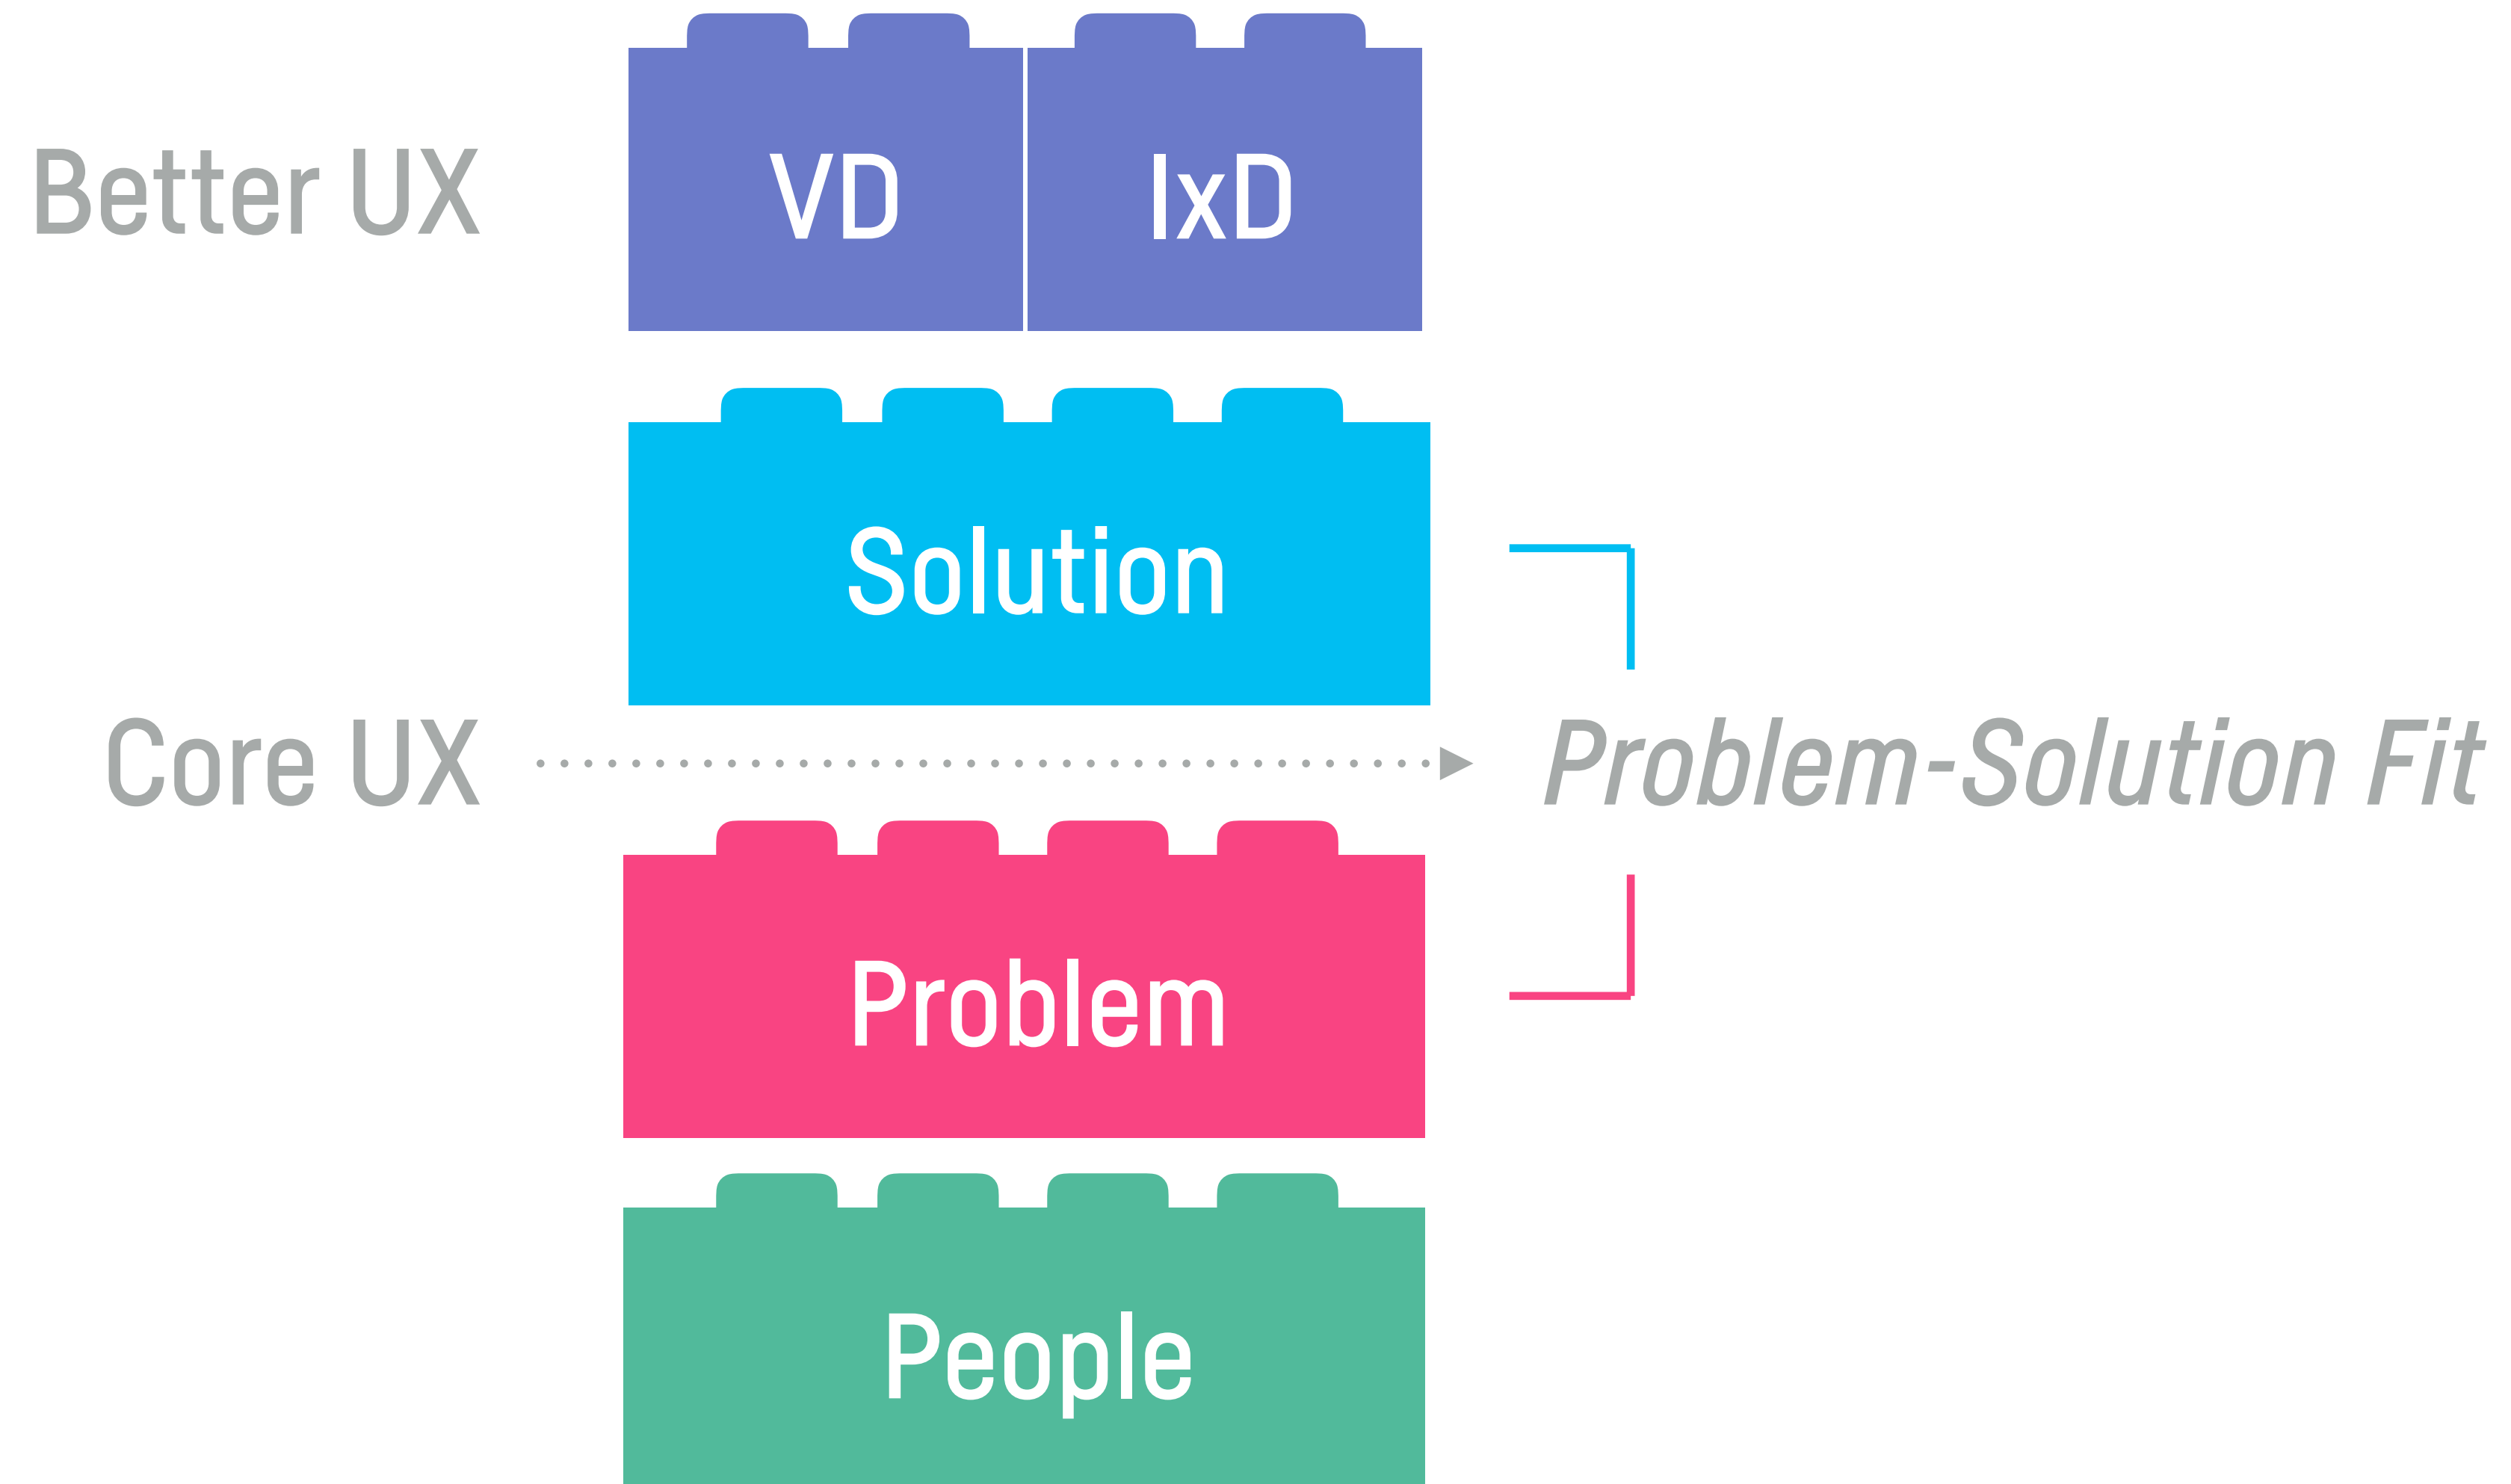 Better UX
VD
IxD
Solution
Core UX
Problem-Solution Fit
Problem
People